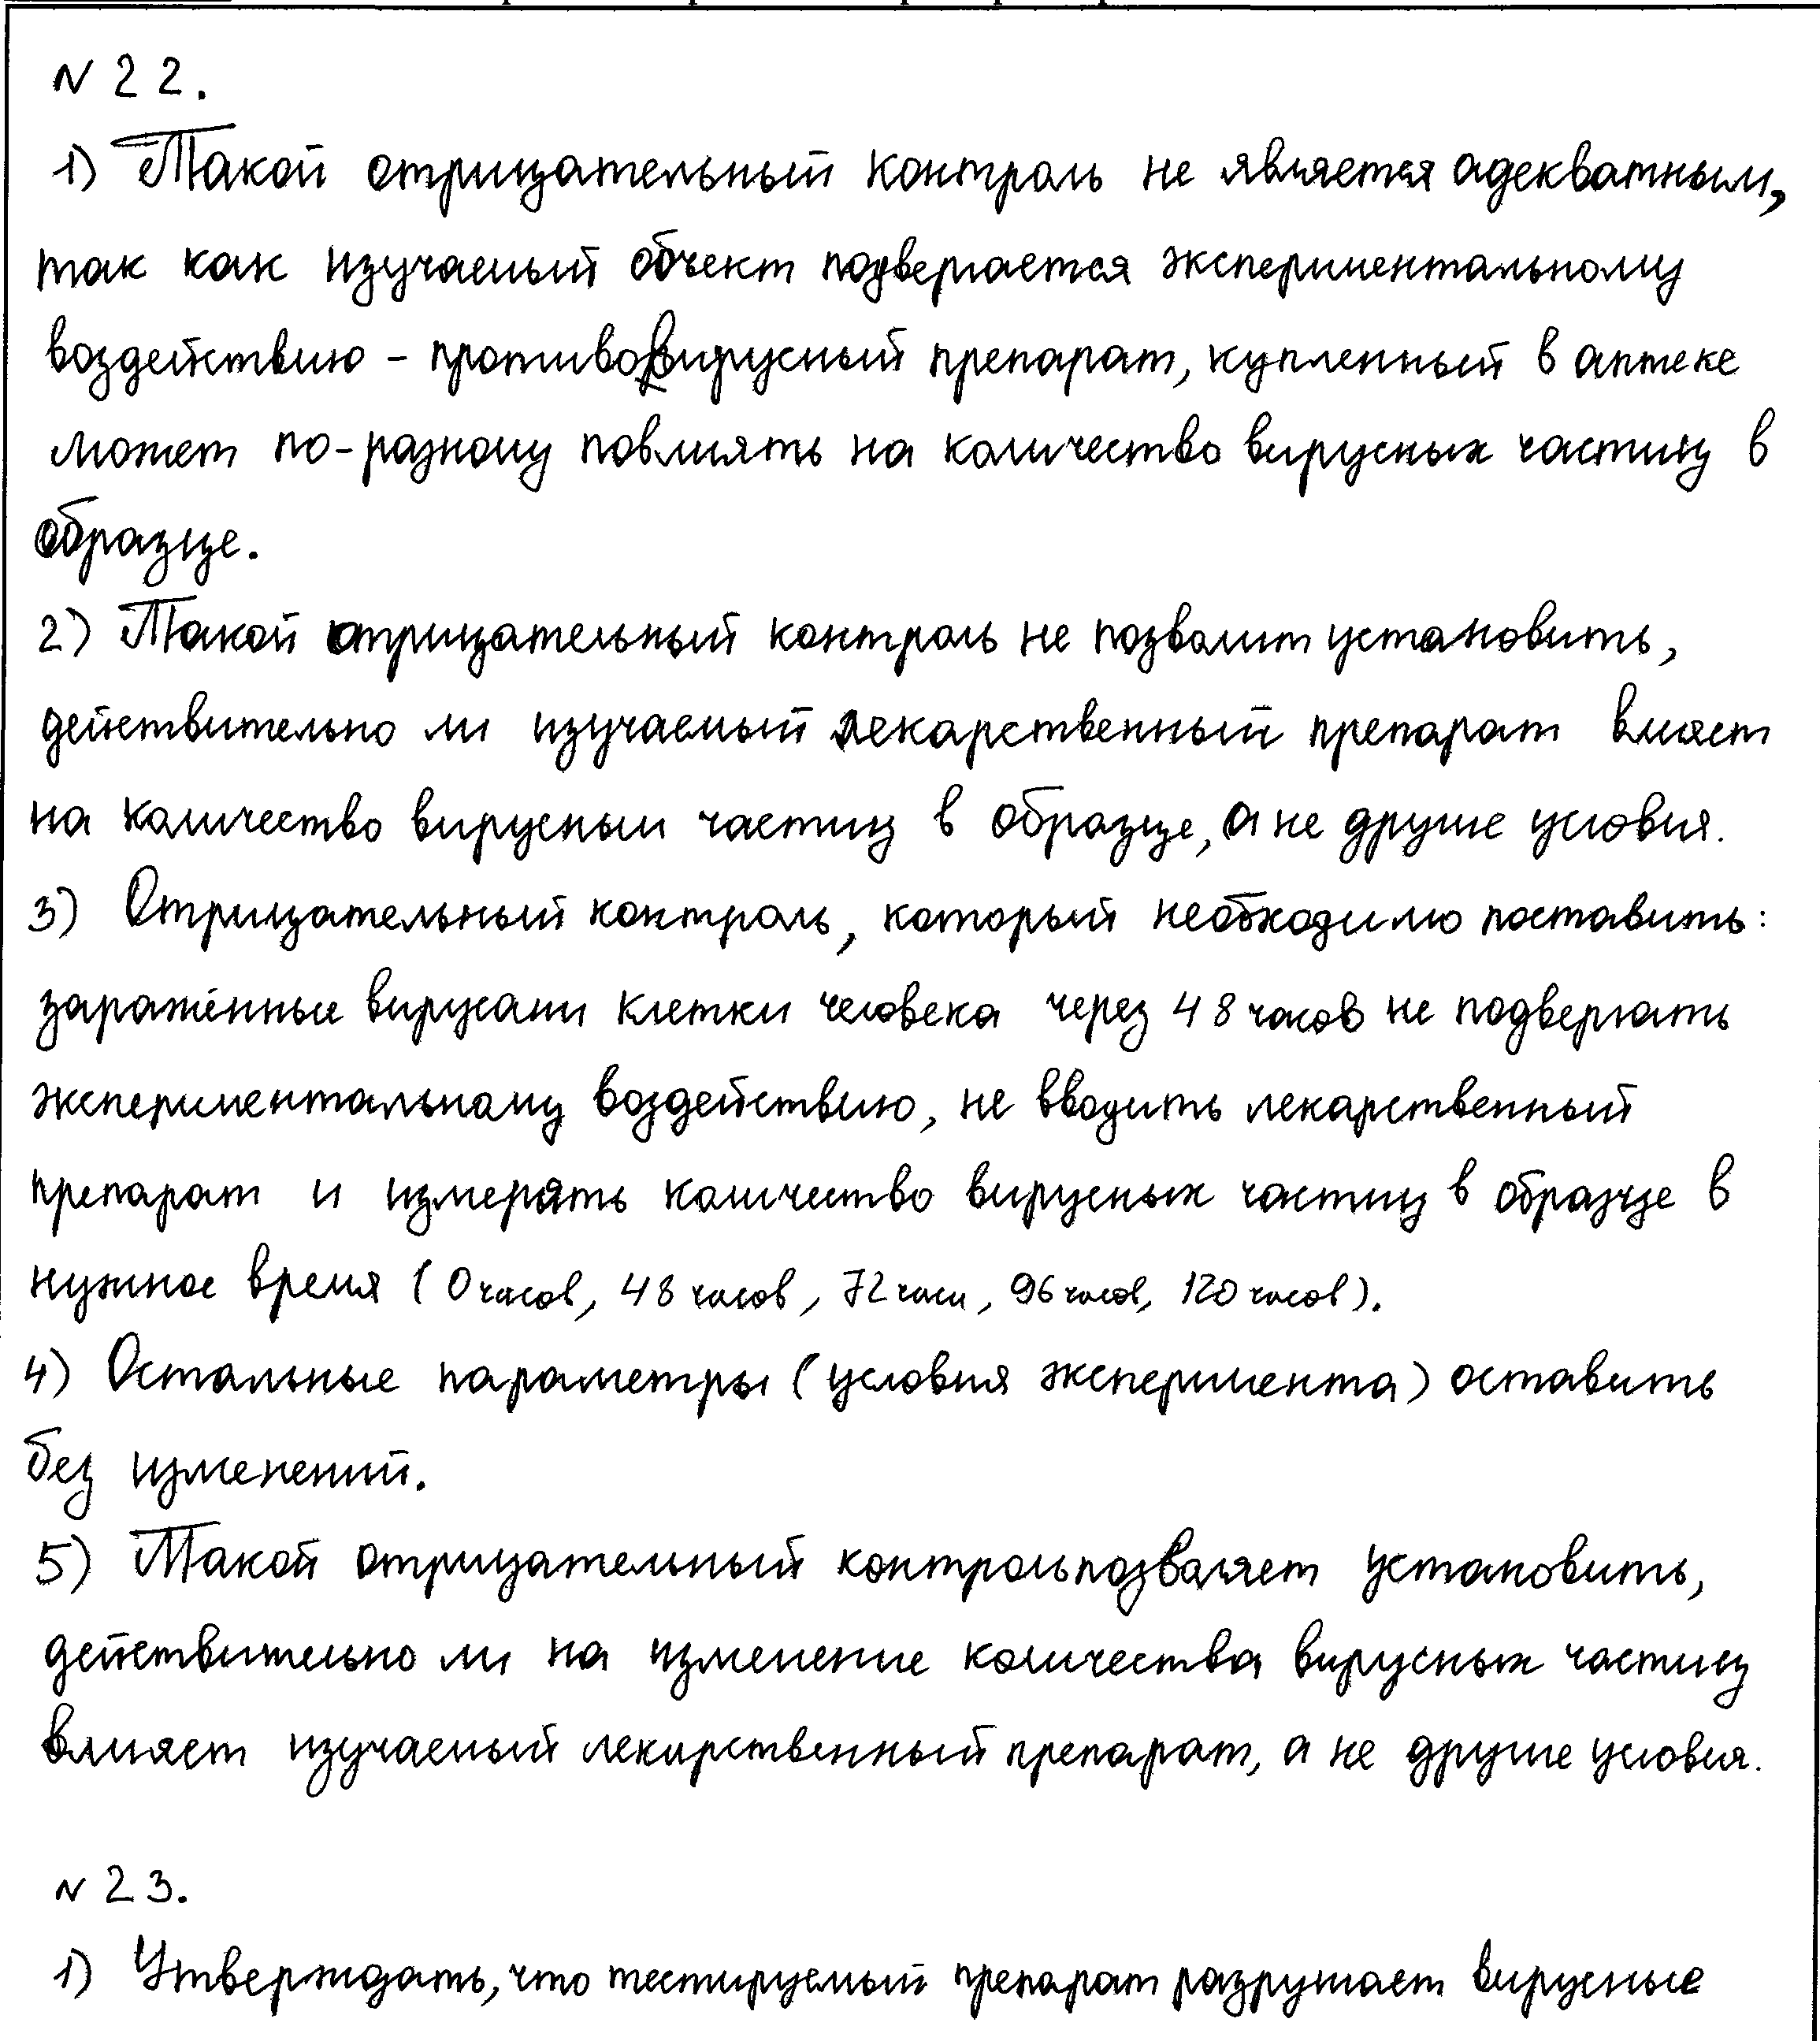 N 22.
1) Такой отрицательный контроль не является адекватным,
так как изучаемый объект подвергается экспериментальному
воздействию – противовирусный препарат, купленный в аптеке
может по-разному повлиять на количество вирусных частиц в
образце.
2) Такой отрицательный контроль не позволит установить,
действительно ли изучаемый лекарственный препарат влияет
на количество вирусным частиц в образце, а не другие условия.
3) Отрицательный контроль, который необходимо поставить:
заражённые вирусами клетки человека через 48 часов не подвергать
экспериментальному воздействию, не вводить лекарственный
препарат и измерять количество вирусных частиц в образце в
нужное время (0 часов, 48 часов, 72 часа, 96 часов, 120 часов).
4) Остальные параметры (условия эксперимента) оставить
без изменений.
5) Такой отрицательный контроль позволяет установить,
действительно ли на изменение количества вирусных частиц
влияет изучаемый лекарственный препарат, а не другие условия.
N 23.
1) Утверждать, что тестируемый препарат разрушает вирусные